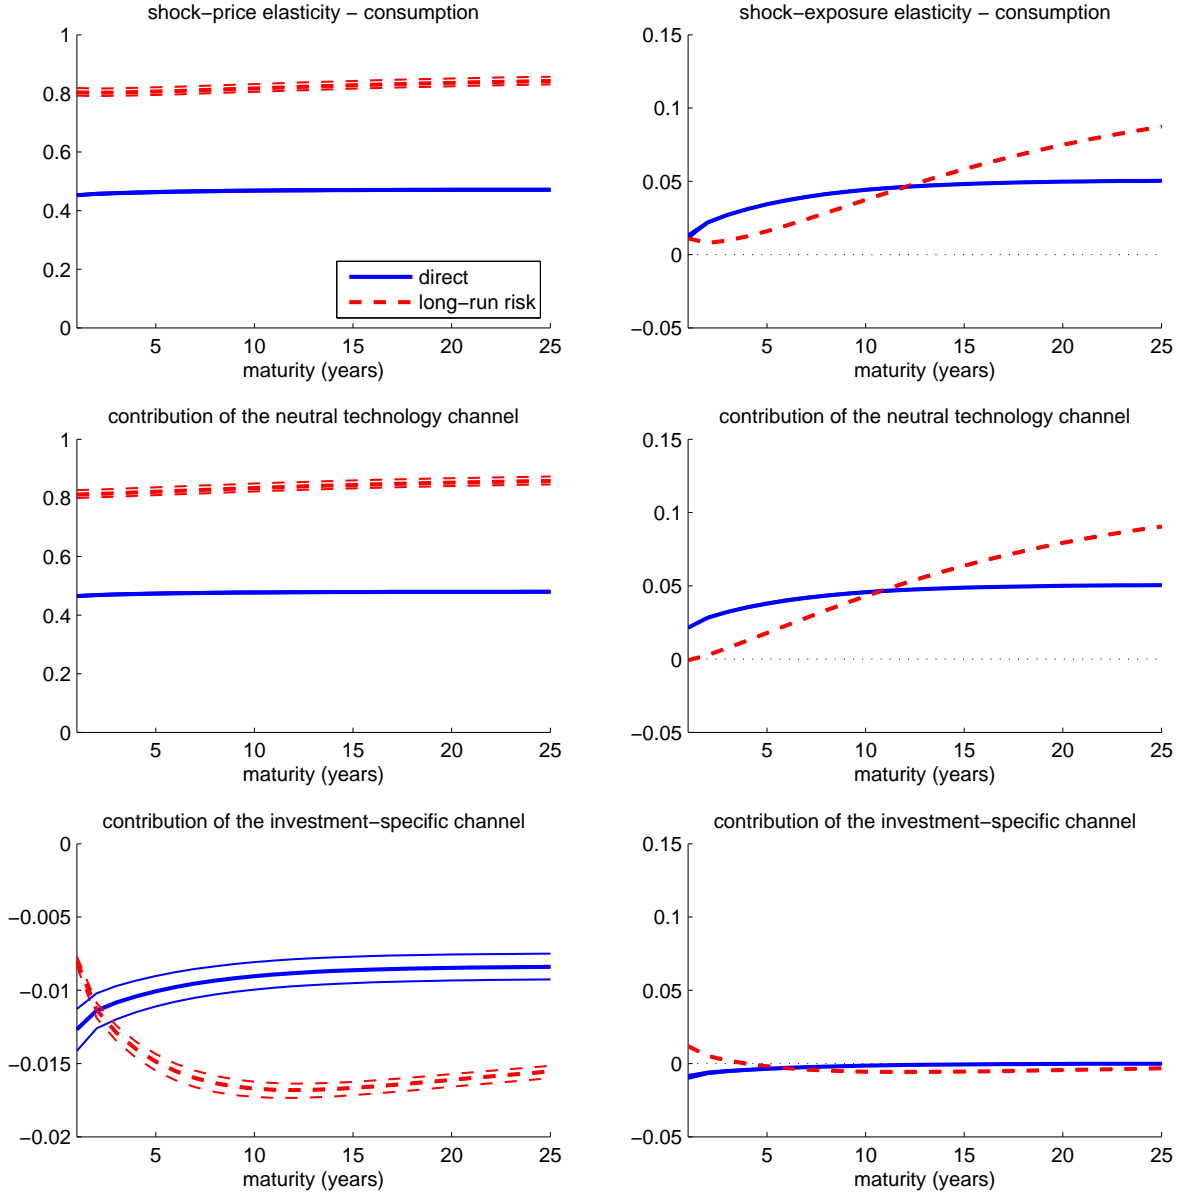 shock−price elasticity − consumption
1
0.8
0.6
0.4
0.2
0
direct
long−run risk
5 10 15 20 25
maturity (years)
shock−exposure elasticity − consumption
0.15
0.1
0.05
0
−0.05
5 10 15 20 25
maturity (years)
contribution of the neutral technology channel
1
0.8
0.6
0.4
0.2
0
5 10 15 20 25
maturity (years)
contribution of the neutral technology channel
0.15
0.1
0.05
0
−0.05
5 10 15 20 25
maturity (years)
contribution of the investment−specific channel
0
−0.005
−0.01
−0.015
−0.02
5 10 15 20 25
maturity (years)
contribution of the investment−specific channel
0.15
0.1
0.05
0
−0.05
5 10 15 20 25
maturity (years)